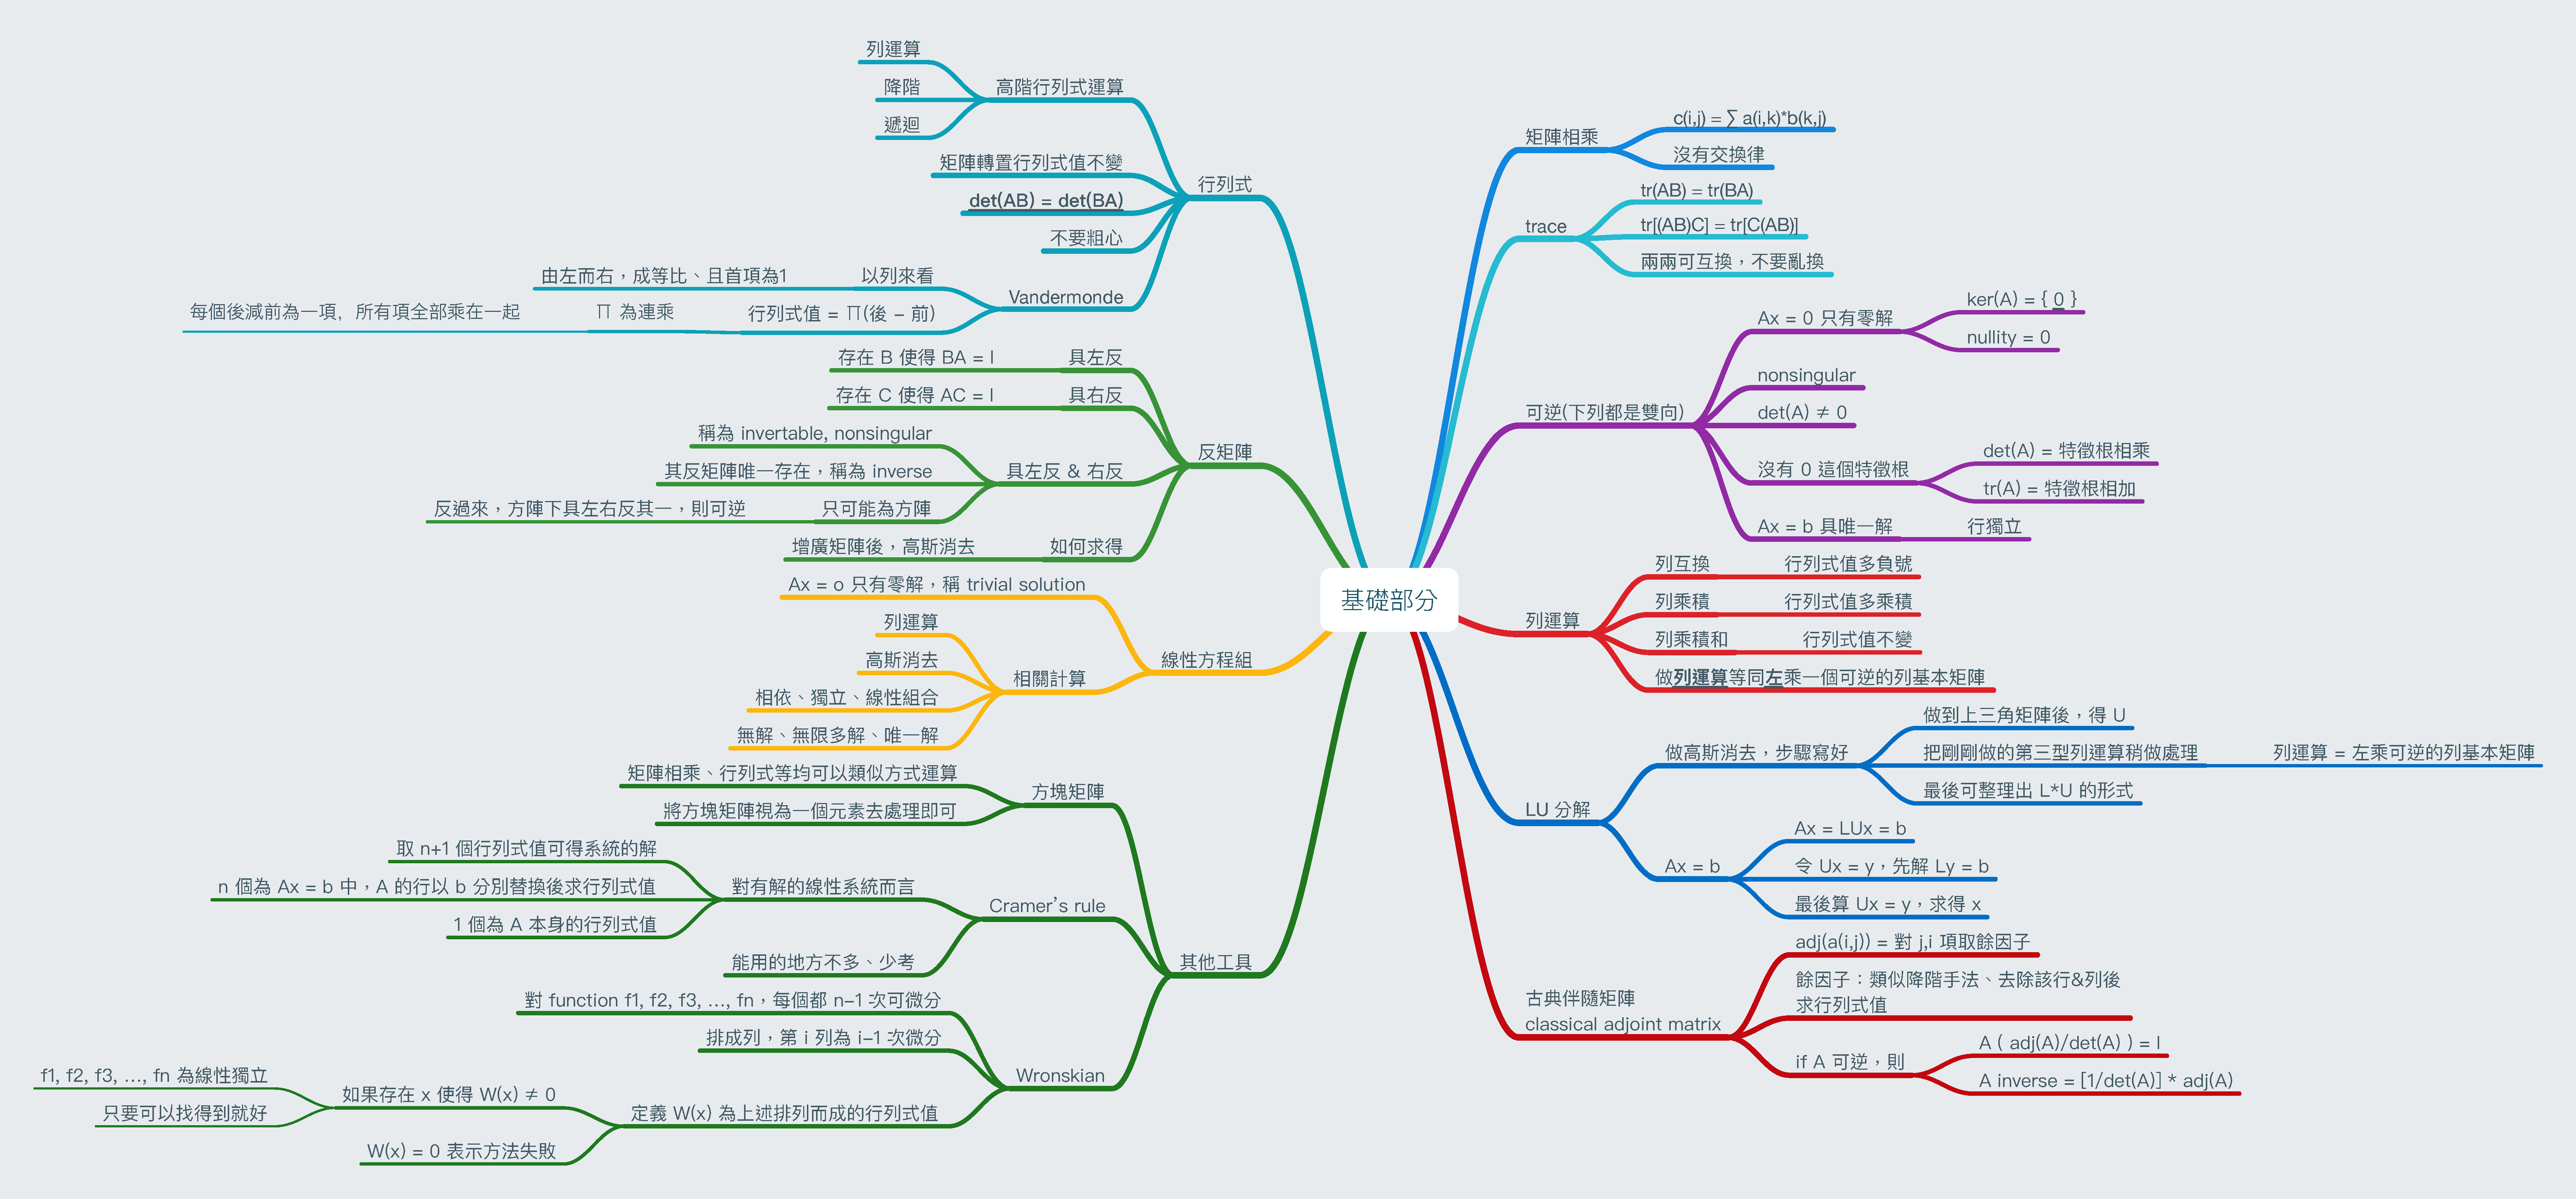 基礎部分
矩陣相乘
c(i,j) = ∑ a(i,k)*b(k,j)
沒有交換律
trace
tr(AB) = tr(BA)
tr[(AB)C] = tr[C(AB)]
兩兩可互換，不要亂換
可逆(下列都是雙向)
Ax = 0 只有零解
ker(A) = { 0 }
nullity = 0
nonsingular
det(A) ≠ 0
沒有 0 這個特徵根
det(A) = 特徵根相乘
tr(A) = 特徵根相加
Ax = b 具唯一解
行獨立
列運算
列互換
行列式值多負號
列乘積
行列式值多乘積
列乘積和
行列式值不變
做列運算等同左乘一個可逆的列基本矩陣
LU 分解
做高斯消去，步驟寫好
做到上三角矩陣後，得 U
把剛剛做的第三型列運算稍做處理
列運算 = 左乘可逆的列基本矩陣
最後可整理出 L*U 的形式
Ax = b
Ax = LUx = b
令 Ux = y，先解 Ly = b
最後算 Ux = y，求得 x
古典伴隨矩陣
classical adjoint matrix
adj(a(i,j)) = 對 j,i 項取餘因子
餘因子：類似降階手法、去除該行&列後
求行列式值
if A 可逆，則
A ( adj(A)/det(A) ) = I
A inverse = [1/det(A)] * adj(A)
行列式
高階行列式運算
列運算
降階
遞迴
矩陣轉置行列式值不變
det(AB) = det(BA)
不要粗心
Vandermonde
以列來看
由左而右，成等比、且首項為1
行列式值 = ∏(後 – 前)
∏ 為連乘
每個後減前為一項，所有項全部乘在一起
反矩陣
具左反
存在 B 使得 BA = I
具右反
存在 C 使得 AC = I
具左反 & 右反
稱為 invertable, nonsingular
其反矩陣唯一存在，稱為 inverse
只可能為方陣
反過來，方陣下具左右反其一，則可逆
如何求得
增廣矩陣後，高斯消去
線性方程組
Ax = o 只有零解，稱 trivial solution
相關計算
列運算
高斯消去
相依、獨立、線性組合
無解、無限多解、唯一解
其他工具
方塊矩陣
矩陣相乘、行列式等均可以類似方式運算
將方塊矩陣視為一個元素去處理即可
Cramer's rule
對有解的線性系統而言
取 n+1 個行列式值可得系統的解
n 個為 Ax = b 中，A 的行以 b 分別替換後求行列式值
1 個為 A 本身的行列式值
能用的地方不多、少考
Wronskian
對 function f1, f2, f3, ..., fn，每個都 n–1 次可微分
排成列，第 i 列為 i–1 次微分
定義 W(x) 為上述排列而成的行列式值
如果存在 x 使得 W(x) ≠ 0
f1, f2, f3, ..., fn 為線性獨立
只要可以找得到就好
W(x) = 0 表示方法失敗